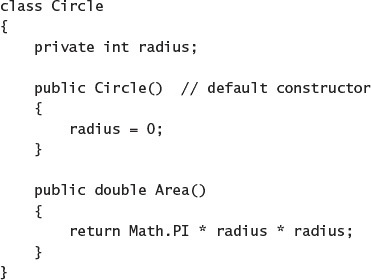 class Circle
{
    private int radius;

    public Circle()  // default constructor
    {
        radius = 0;
    }

    public double Area()
    {
        return Math.PI * radius * radius;
    }
}